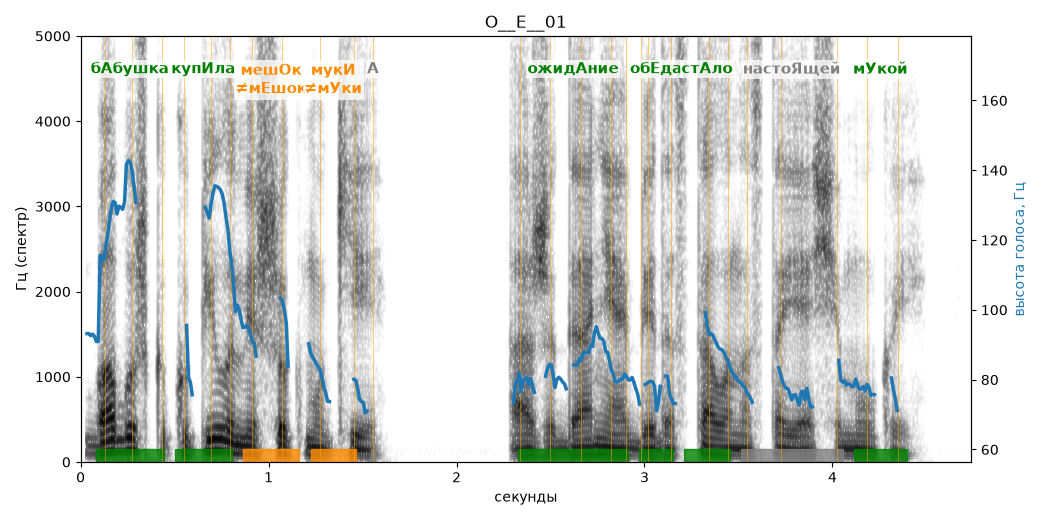 O__E__01
5000
4000
3000
2000
1000
0
Гц (спектр)
бАбушка купИла мешОк мукИ А ожидАние обЕдастАло настоЯщей мУкой
≠мЕшок ≠мУки
160
140
120
100
80
60
высота голоса, Гц
0 1 2 3 4
секунды